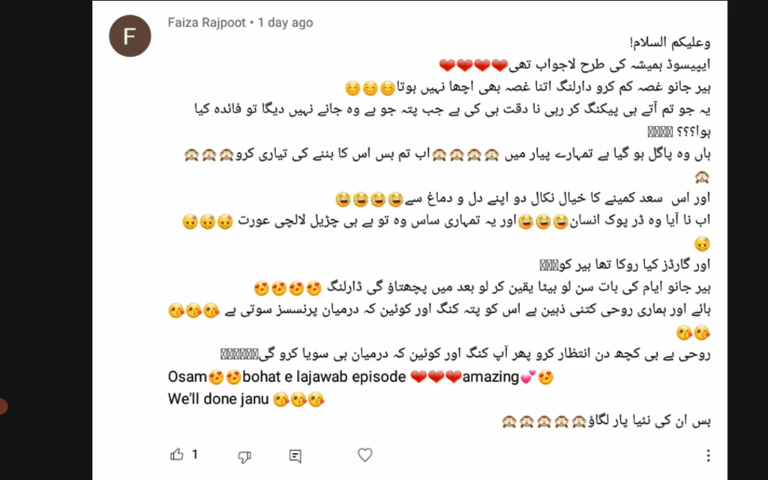 F
Faiza Rajpoot • 1 day ago
وعلیکم السلام!
ایپیسوڈ ہمیشہ کی طرح لاجواب تھی❤❤❤❤
ہیر جانو غصہ کم کرو دارلنگ اتنا غصہ بھی اچھا نہیں ہوتا😊😊😊
یہ جو تم آتے ہی پیکنگ کر رہی نا دقت ہی کی ہے جب پتہ جو ہے وہ جانے نہیں دیگا تو فائدہ کیا
ہوا؟؟؟
ہاں وہ پاگل ہو گیا ہے تمہارے پیار میں 🙈🙈🙈🙈اب تم بس اس کا بننے کی تیاری کرو🙈🙈🙈
🙈
اور اس سعد کمینے کا خیال نکال دو اپنے دل و دماغ سے😂😂😂😂
اب نا آیا وہ ڈر پوک انسان😂😂😂اور یہ تمہاری ساس وہ تو ہے ہی چڑیل لالچی عورت 😓😓😓
😓
اور گارڈز کیا روکا تھا ہیر کو
ہیر جانو ایام کی بات سن لو بیٹا یقین کر لو بعد میں پچھتاؤ گی ڈارلنگ 😍😍😍😍
ہائے اور ہماری روحی کتنی ذہین ہے اس کو پتہ کنگ اور کوئین کہ درمیان پرنسسز سوتی ہے 😘😘😘
😘😘
روحی بے بی کچھ دن انتظار کرو پھر آپ کنگ اور کوئین کہ درمیان ہی سویا کرو گی
Osam😍😍bohat e lajawab episode ❤❤❤amazing💕😍
We'll done janu 😘😘😘
بس ان کی نئیا پار لگاؤ🙈🙈🙈🙈🙈
1